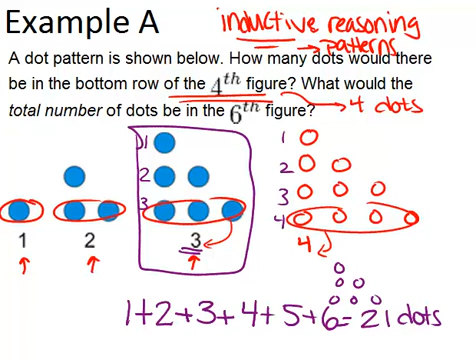 Example A
inductive reasoning
→ patterns
A dot pattern is shown below. How many dots would there
be in the bottom row of the 4th figure? What would the
total number of dots be in the 6th figure?
→ 4 dots
1
2
3
1
2
3
4
4
1
2
3
1+2+3+4+5+6=21 dots